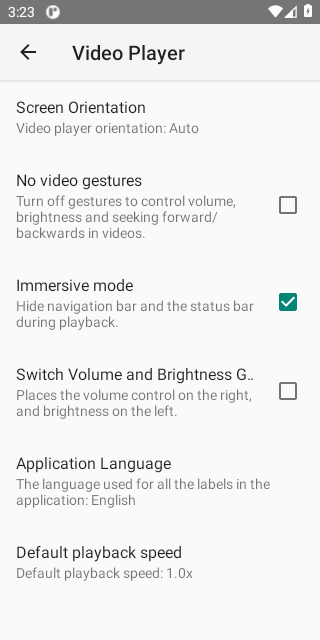 3:23
Video Player
Screen Orientation
Video player orientation: Auto
No video gestures
Turn off gestures to control volume,
brightness and seeking forward/
backwards in videos.
Immersive mode
Hide navigation bar and the status bar
during playback.
Switch Volume and Brightness G..
Places the volume control on the right,
and brightness on the left.
Application Language
The language used for all the labels in the
application: English
Default playback speed
Default playback speed: 1.0x